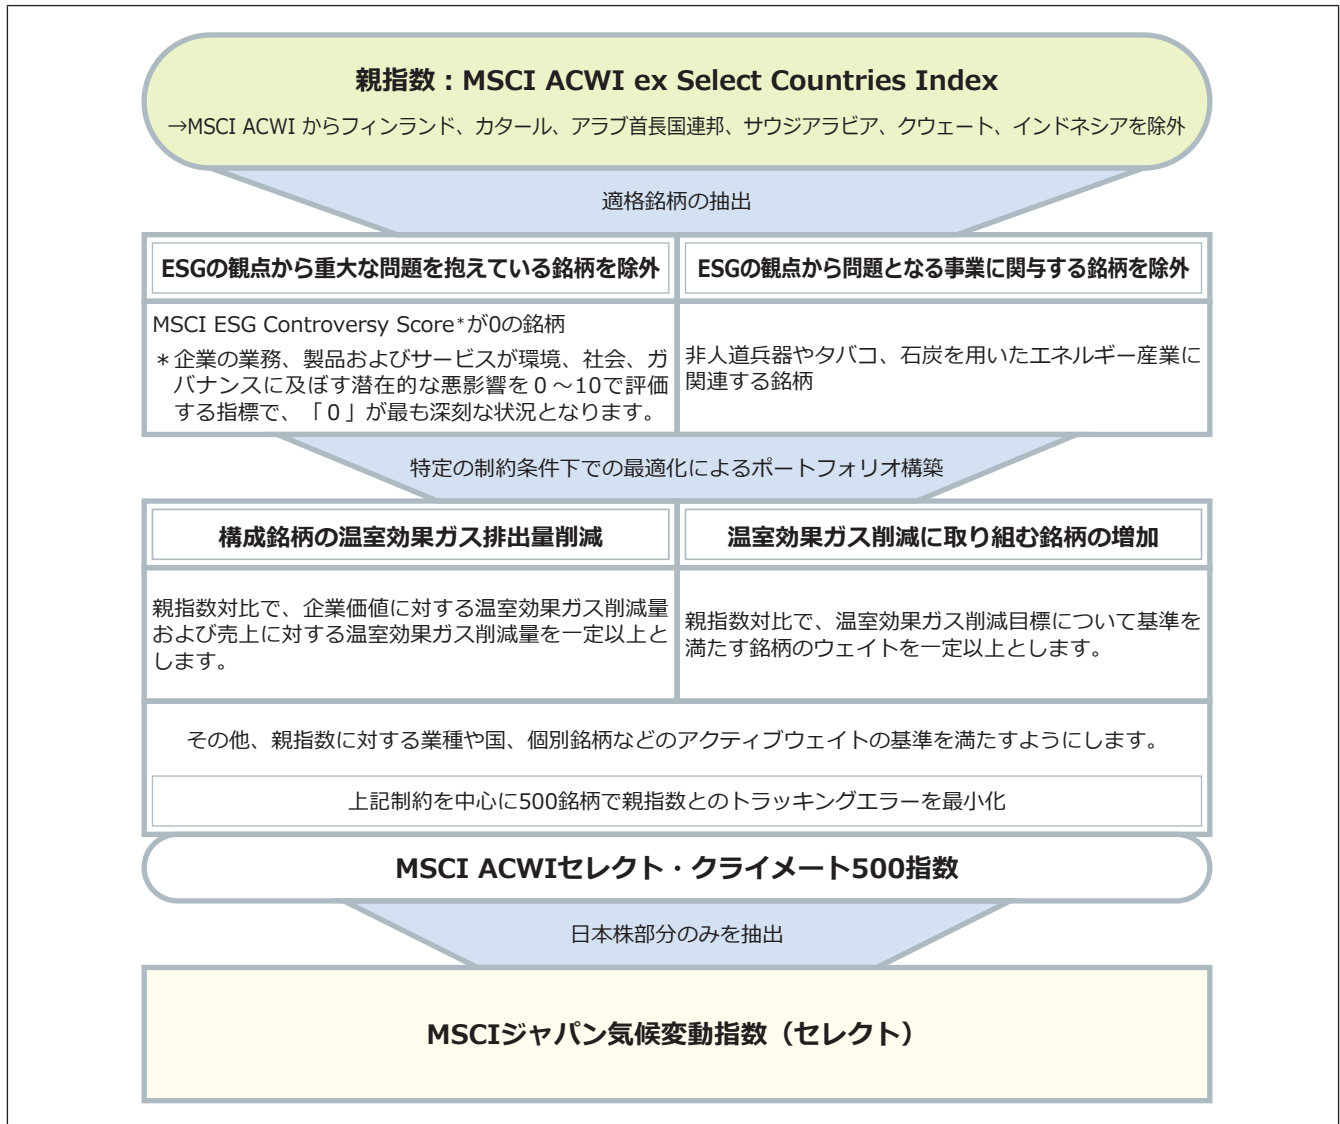 親指数：MSCI ACWI ex Select Countries Index
→MSCI ACWI からフィンランド、カタール、アラブ首長国連邦、サウジアラビア、クウェート、インドネシアを除外
適格銘柄の抽出
ESGの観点から重大な問題を抱えている銘柄を除外
MSCI ESG Controversy Score*が0の銘柄
＊企業の業務、製品およびサービスが環境、社会、ガ
バナンスに及ぼす潜在的な悪影響を０～10で評価
する指標で、「０」が最も深刻な状況となります。
ESGの観点から問題となる事業に関与する銘柄を除外
非人道兵器やタバコ、石炭を用いたエネルギー産業に
関連する銘柄
特定の制約条件下での最適化によるポートフォリオ構築
構成銘柄の温室効果ガス排出量削減
親指数対比で、企業価値に対する温室効果ガス削減量
および売上に対する温室効果ガス削減量を一定以上と
します。
温室効果ガス削減に取り組む銘柄の増加
親指数対比で、温室効果ガス削減目標について基準を
満たす銘柄のウェイトを一定以上とします。
その他、親指数に対する業種や国、個別銘柄などのアクティブウェイトの基準を満たすようにします。
上記制約を中心に500銘柄で親指数とのトラッキングエラーを最小化
MSCI ACWIセレクト・クライメート500指数
日本株部分のみを抽出
MSCIジャパン気候変動指数（セレクト）